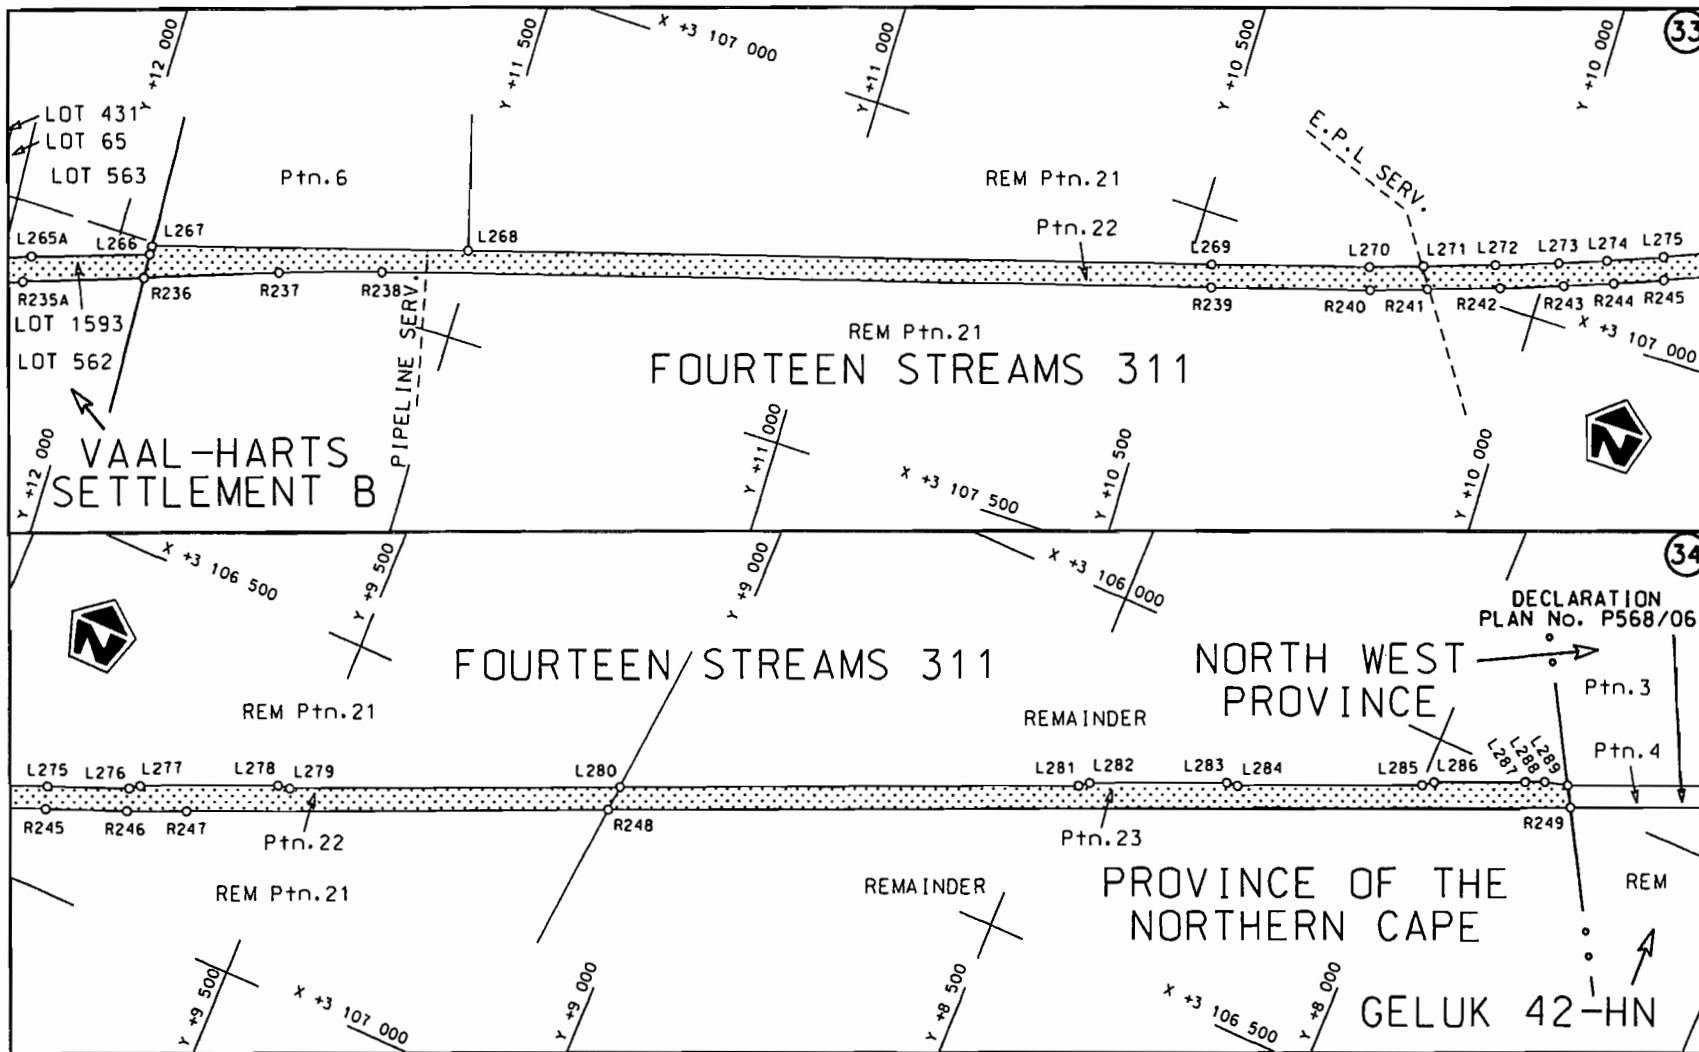 Y +12 000
Y +11 500
X +3 107 000
Y +11 000
Y +10 500
Y +10 000
33
LOT 431
LOT 65
LOT 563
Ptn.6
REM Ptn.21
E.P.L SERV.
Ptn.22
L265A
L266
L267
L268
L269
L270
L271
L272
L273
L274
L275
R235A
R236
R237
R238
R239
R240
R241
R242
R243
R244
R245
LOT 1593
LOT 562
PIPELINE SERV.
REM Ptn.21
X +3 107 000
FOURTEEN STREAMS 311
VAAL-HARTS
SETTLEMENT B
Y +12 000
Y +11 000
X +3 107 500
Y +10 500
Y +10 000
N
X +3 106 500
Y +9 500
Y +9 000
X +3 106 000
34
DECLARATION
PLAN No. P568/06
N
FOURTEEN STREAMS 311
NORTH WEST
PROVINCE
Ptn.3
REM Ptn.21
REMAINDER
Ptn.4
L275
L276
L277
L278
L279
L280
L281
L282
L283
L284
L285
L286
L287
L288
L289
R245
R246
R247
R248
R249
Ptn.22
Ptn.23
REM Ptn.21
REMAINDER
PROVINCE OF THE
NORTHERN CAPE
REM
Y +9 500
X +3 107 000
Y +9 000
Y +8 500
X +3 106 500
Y +8 000
GELUK 42-HN